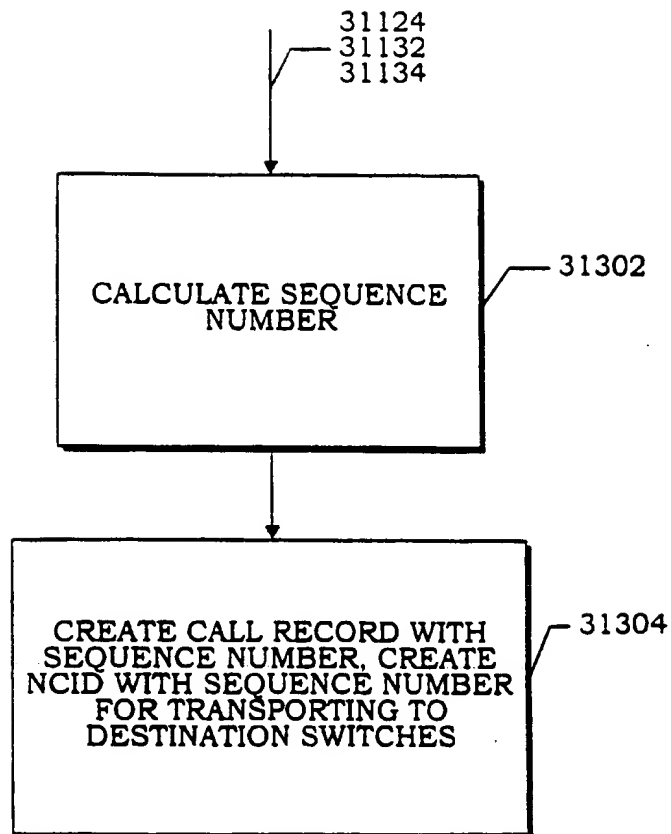 31124
31132
31134
CALCULATE SEQUENCE
NUMBER
31302
CREATE CALL RECORD WITH
SEQUENCE NUMBER, CREATE
NCID WITH SEQUENCE NUMBER
FOR TRANSPORTING TO
DESTINATION SWITCHES
31304